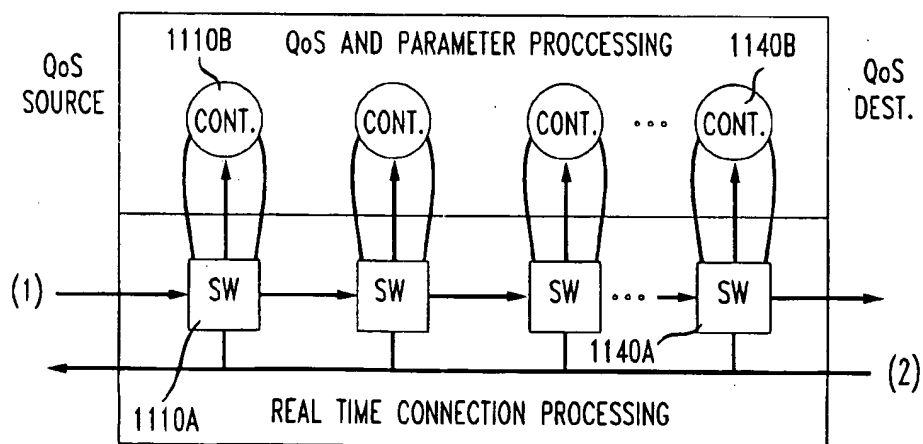 1110B
QoS AND PARAMETER PROCCESSING
1140B
QoS
SOURCE
QoS
DEST.
CONT.
CONT.
CONT.
...
CONT.
(1)
SW
SW
SW
...
SW
1140A
(2)
1110A
REAL TIME CONNECTION PROCESSING